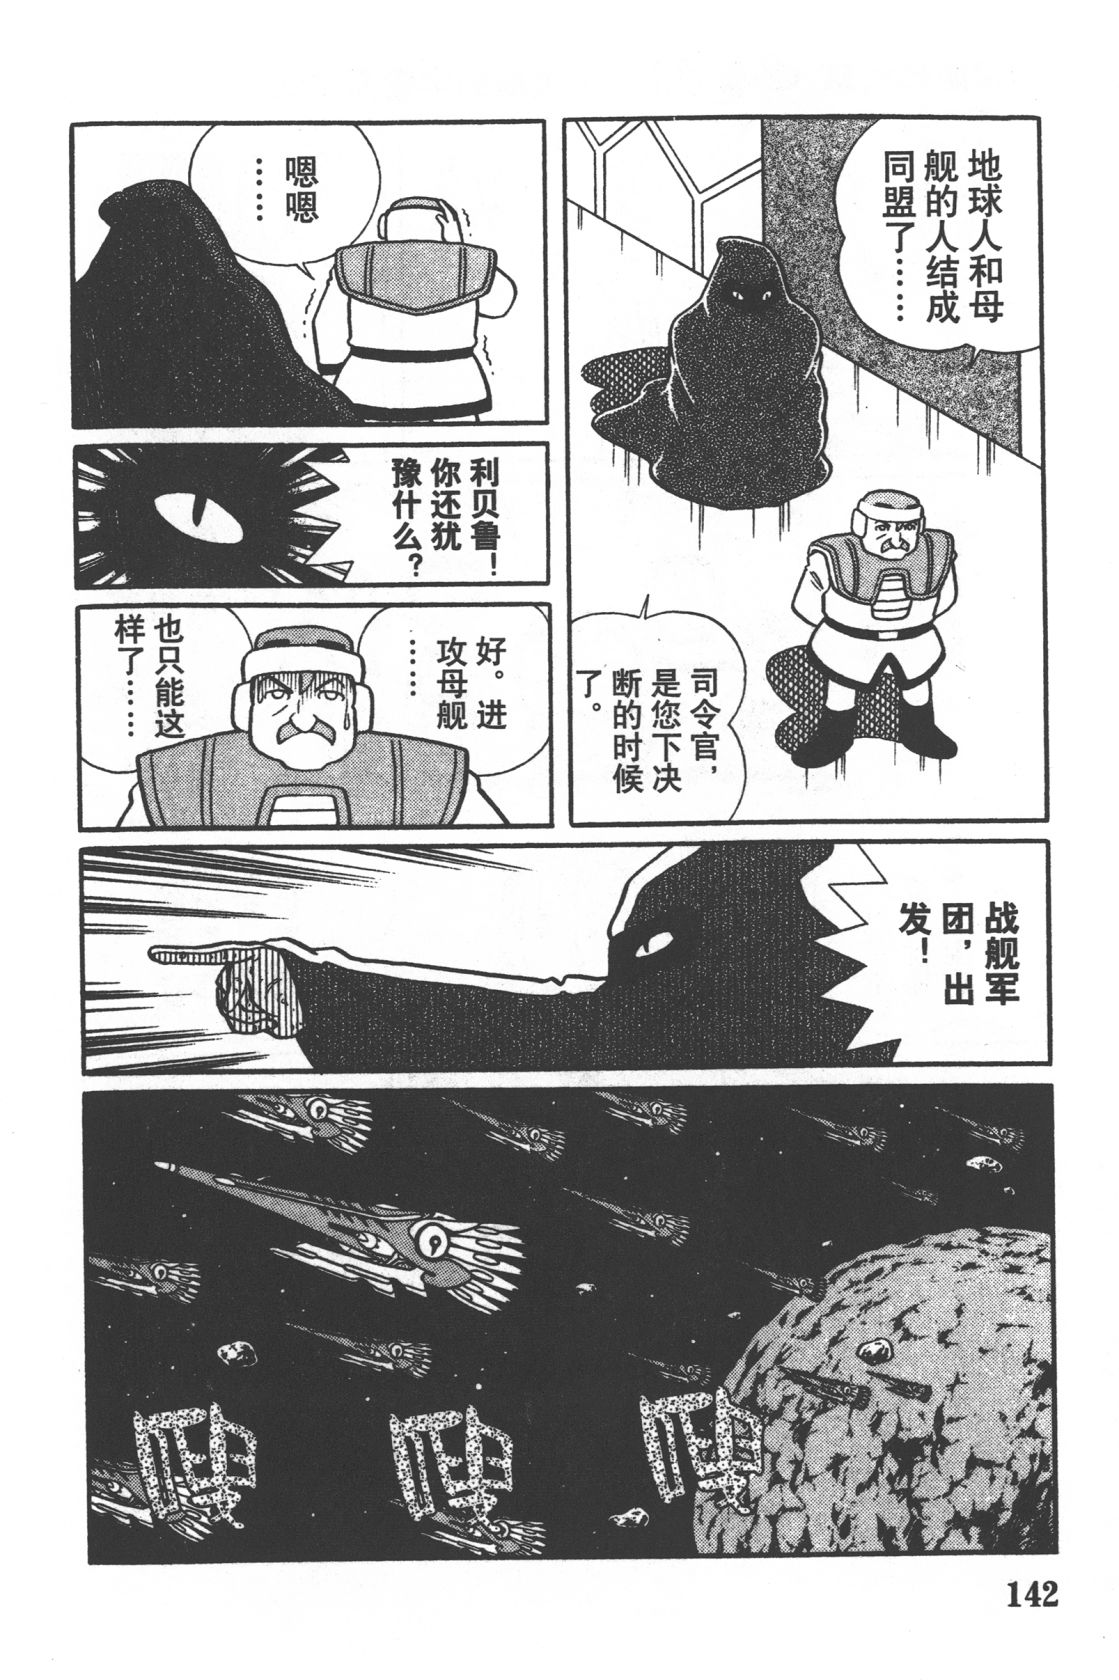 地球人和母
舰的人结成
同盟了……
司令官，
是您下决
断的时候
了。
嗯嗯
……
利贝鲁！
你还犹
豫什么？
好。进
攻母舰
……
也只能这
样了……
战舰军
团，出
发！
嗖
嗖
嗖
142